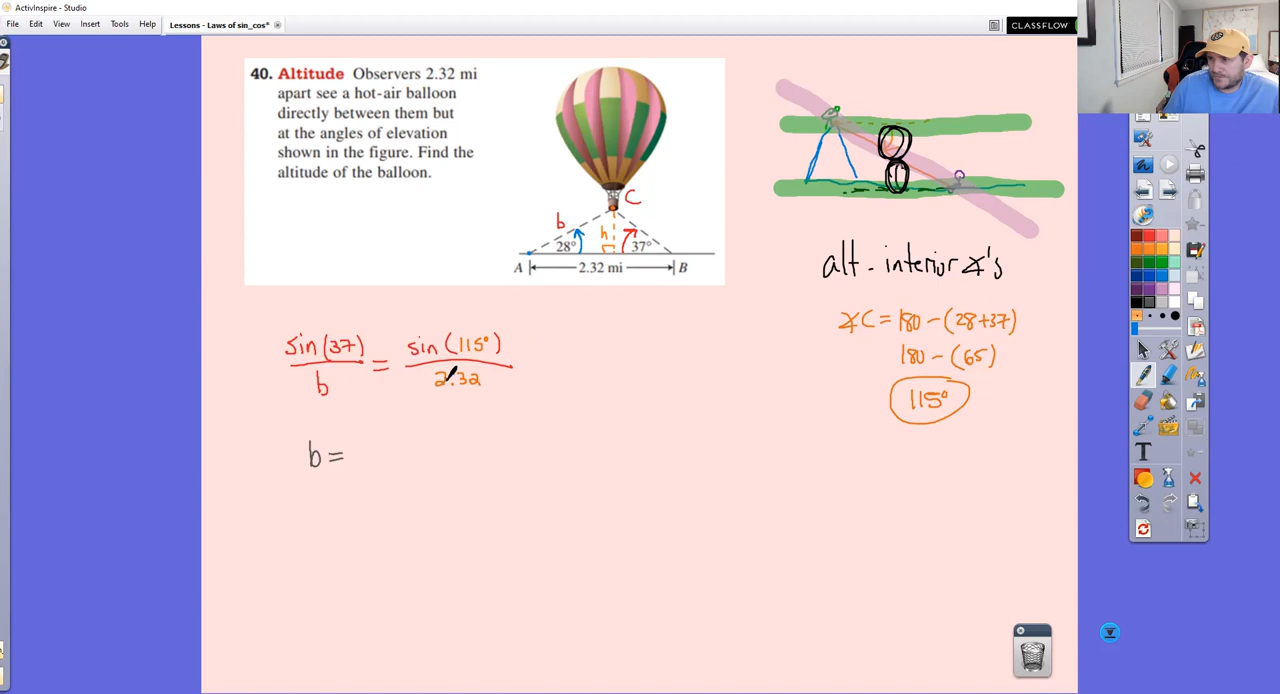 ActivInspire - Studio
File Edit View Insert Tools Help
Lessons - Laws of sin_cos*
CLASSFLOW
40. Altitude Observers 2.32 mi
apart see a hot-air balloon
directly between them but
at the angles of elevation
shown in the figure. Find the
altitude of the balloon.
C
b
h
28°
37°
A
2.32 mi
B
alt - interior ∡'s
∡C = 180 - (28+37)
180 - (65)
115°
sin(37)
b
=
sin(115°)
2.32
b =
T